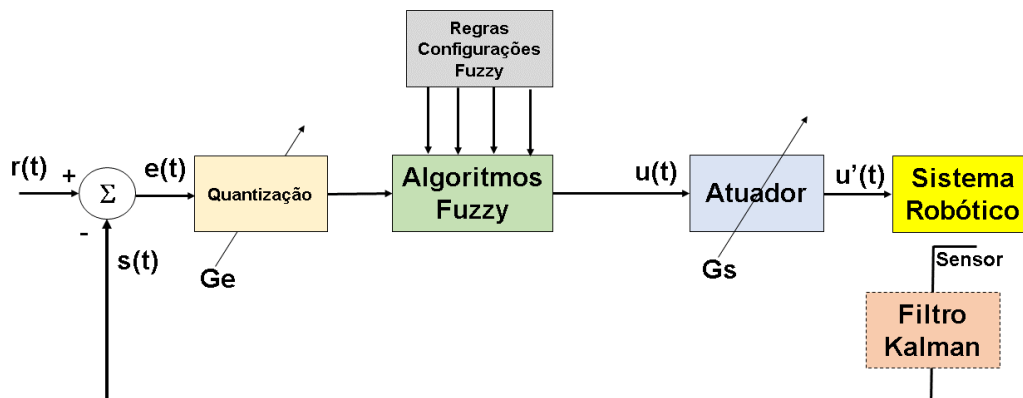 Regras
Configurações
Fuzzy
r(t)
+
Σ
-
e(t)
s(t)
Quantização
Ge
Algoritmos
Fuzzy
u(t)
Atuador
Gs
u’(t)
Sistema
Robótico
Sensor
Filtro
Kalman